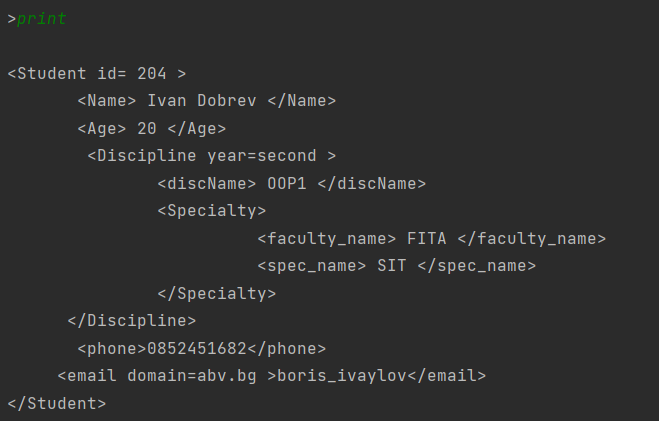 >print
<Student id= 204 >
<Name> Ivan Dobrev </Name>
<Age> 20 </Age>
<Discipline year=second >
<discName> OOP1 </discName>
<Specialty>
<faculty_name> FITA </faculty_name>
<spec_name> SIT </spec_name>
</Specialty>
</Discipline>
<phone>0852451682</phone>
<email domain=abv.bg >boris_ivaylov</email>
</Student>